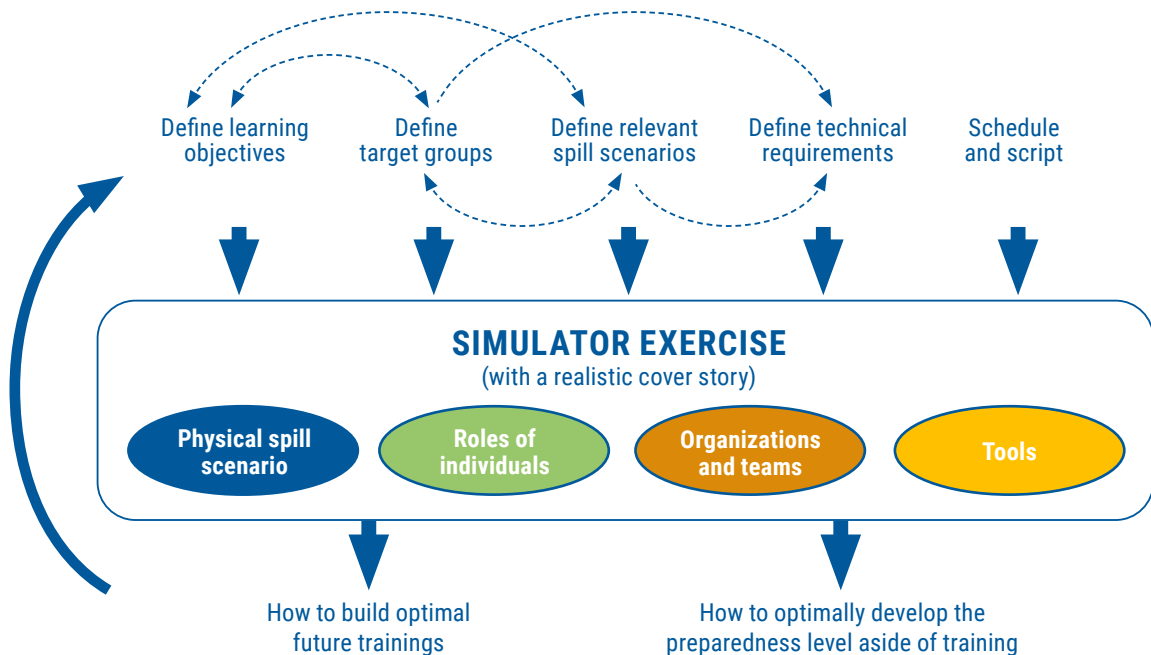 Define learning
objectives
Define
target groups
Define relevant
spill scenarios
Define technical
requirements
Schedule
and script
SIMULATOR EXERCISE
(with a realistic cover story)
Physical spill
scenario
Roles of
individuals
Organizations
and teams
Tools
How to build optimal
future trainings
How to optimally develop the
preparedness level aside of training